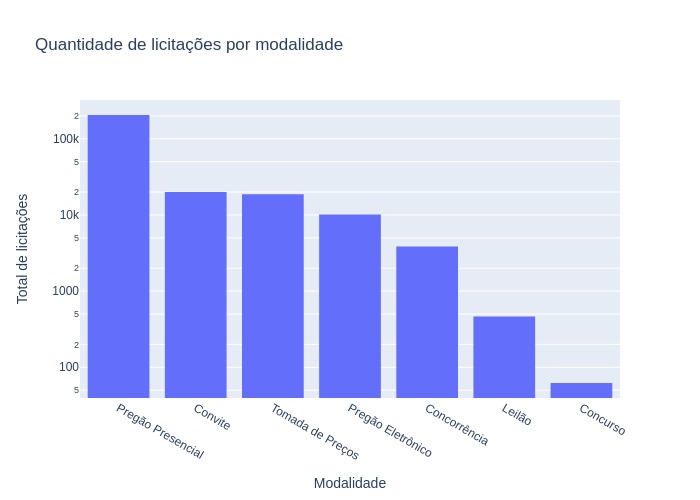 Quantidade de licitações por modalidade
Total de licitações
2
100k
5
2
10k
5
2
1000
5
2
100
5
Pregão Presencial
Convite
Tomada de Preços
Pregão Eletrônico
Concorrência
Leilão
Concurso
Modalidade